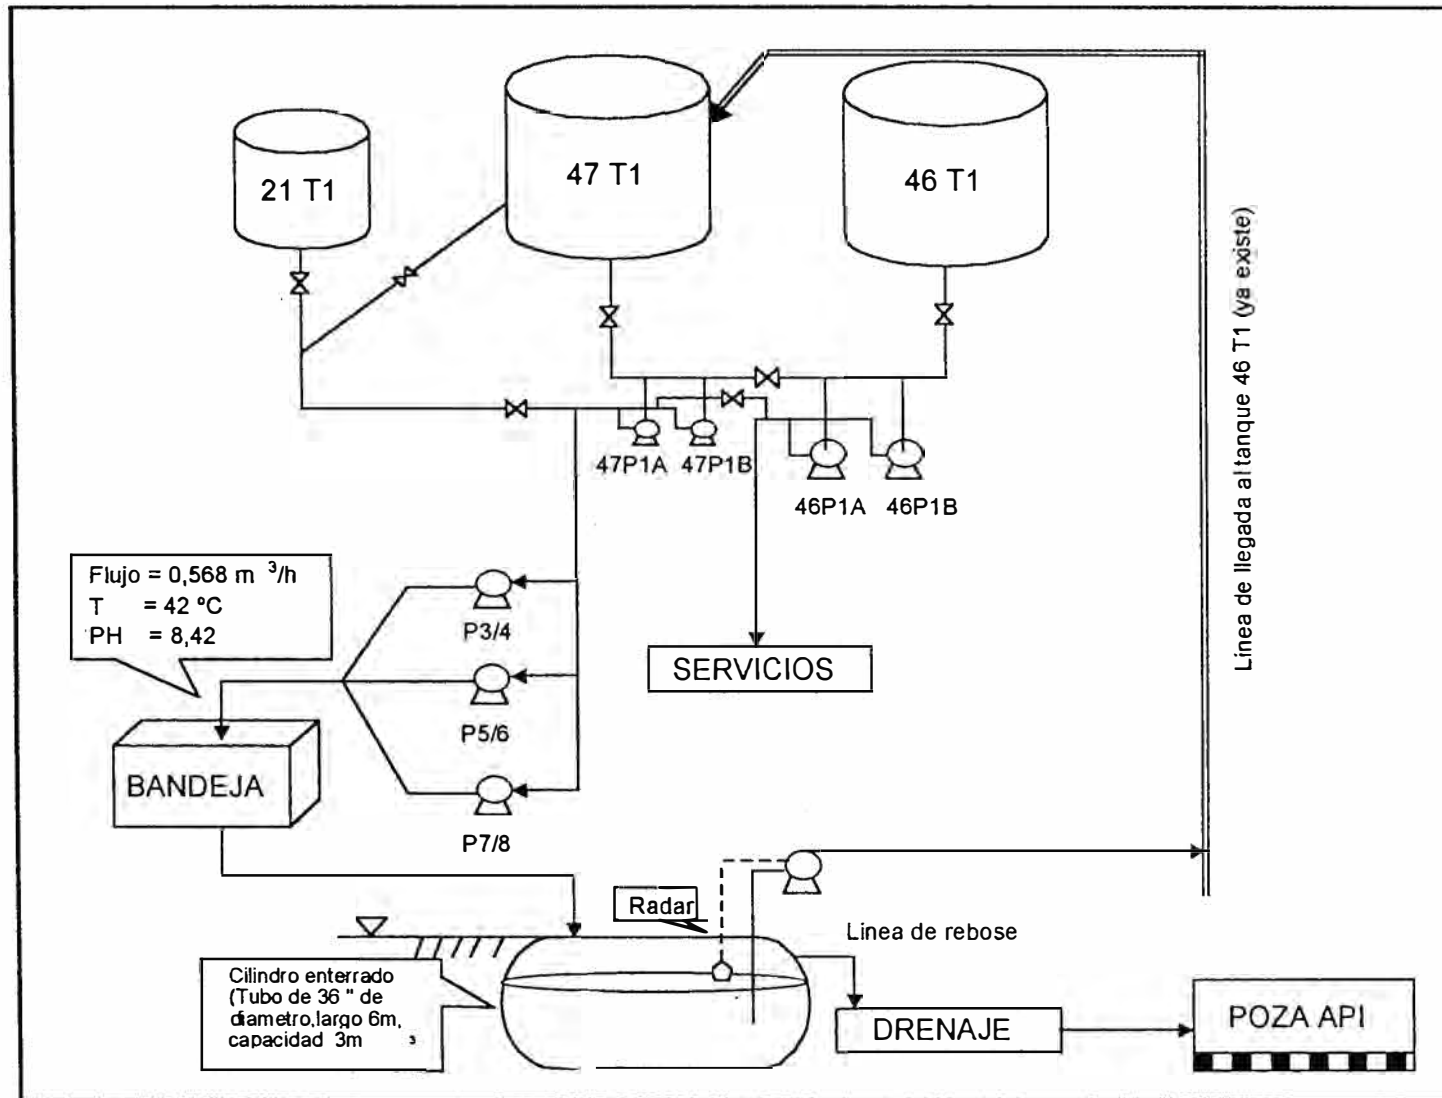 21 T1
47 T1
46 T1
Línea de llegada al tanque 46 T1 (ya existe)
47P1A
47P1B
46P1A
46P1B
Flujo = 0,568 m ³/h
T = 42 ºC
PH = 8,42
P3/4
SERVICIOS
P5/6
BANDEJA
P7/8
Radar
Linea de rebose
Cilindro enterrado
(Tubo de 36 " de
diametro,largo 6m,
capacidad 3m ³
DRENAJE
POZA API